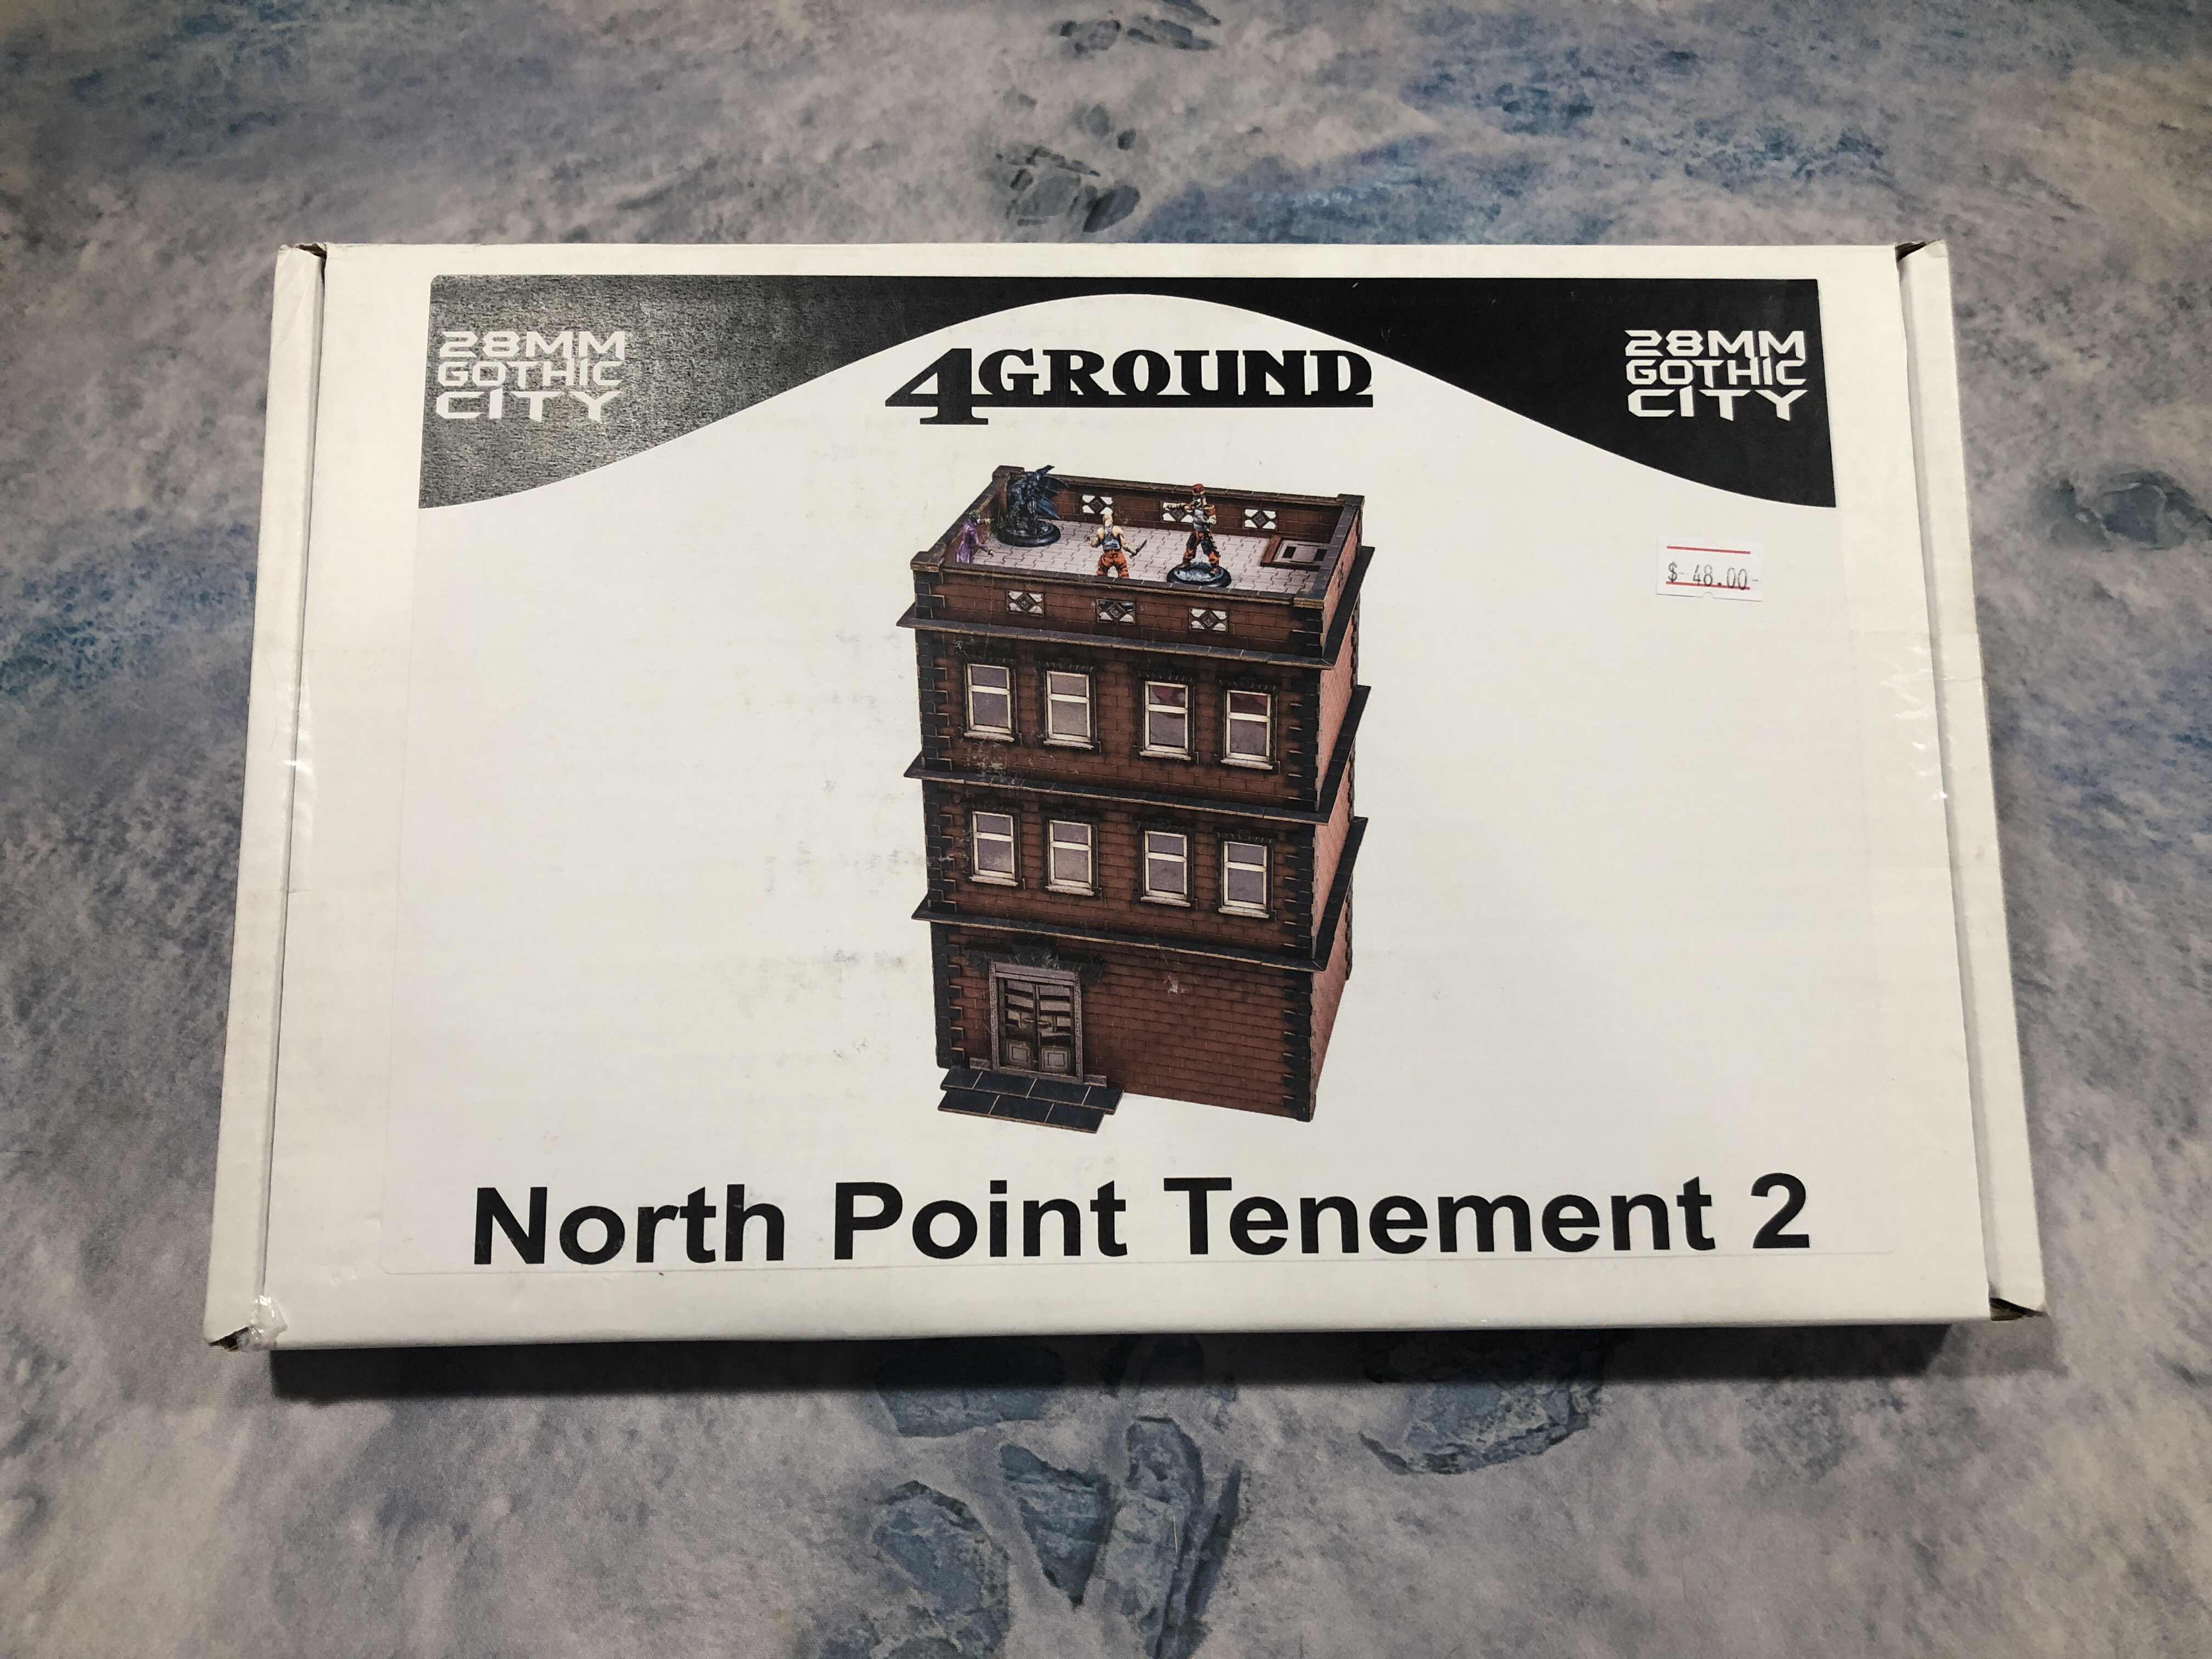 28MM
GOTHIC
CITY
4GROUND
28MM
GOTHIC
CITY
$-48.00-
North Point Tenement 2